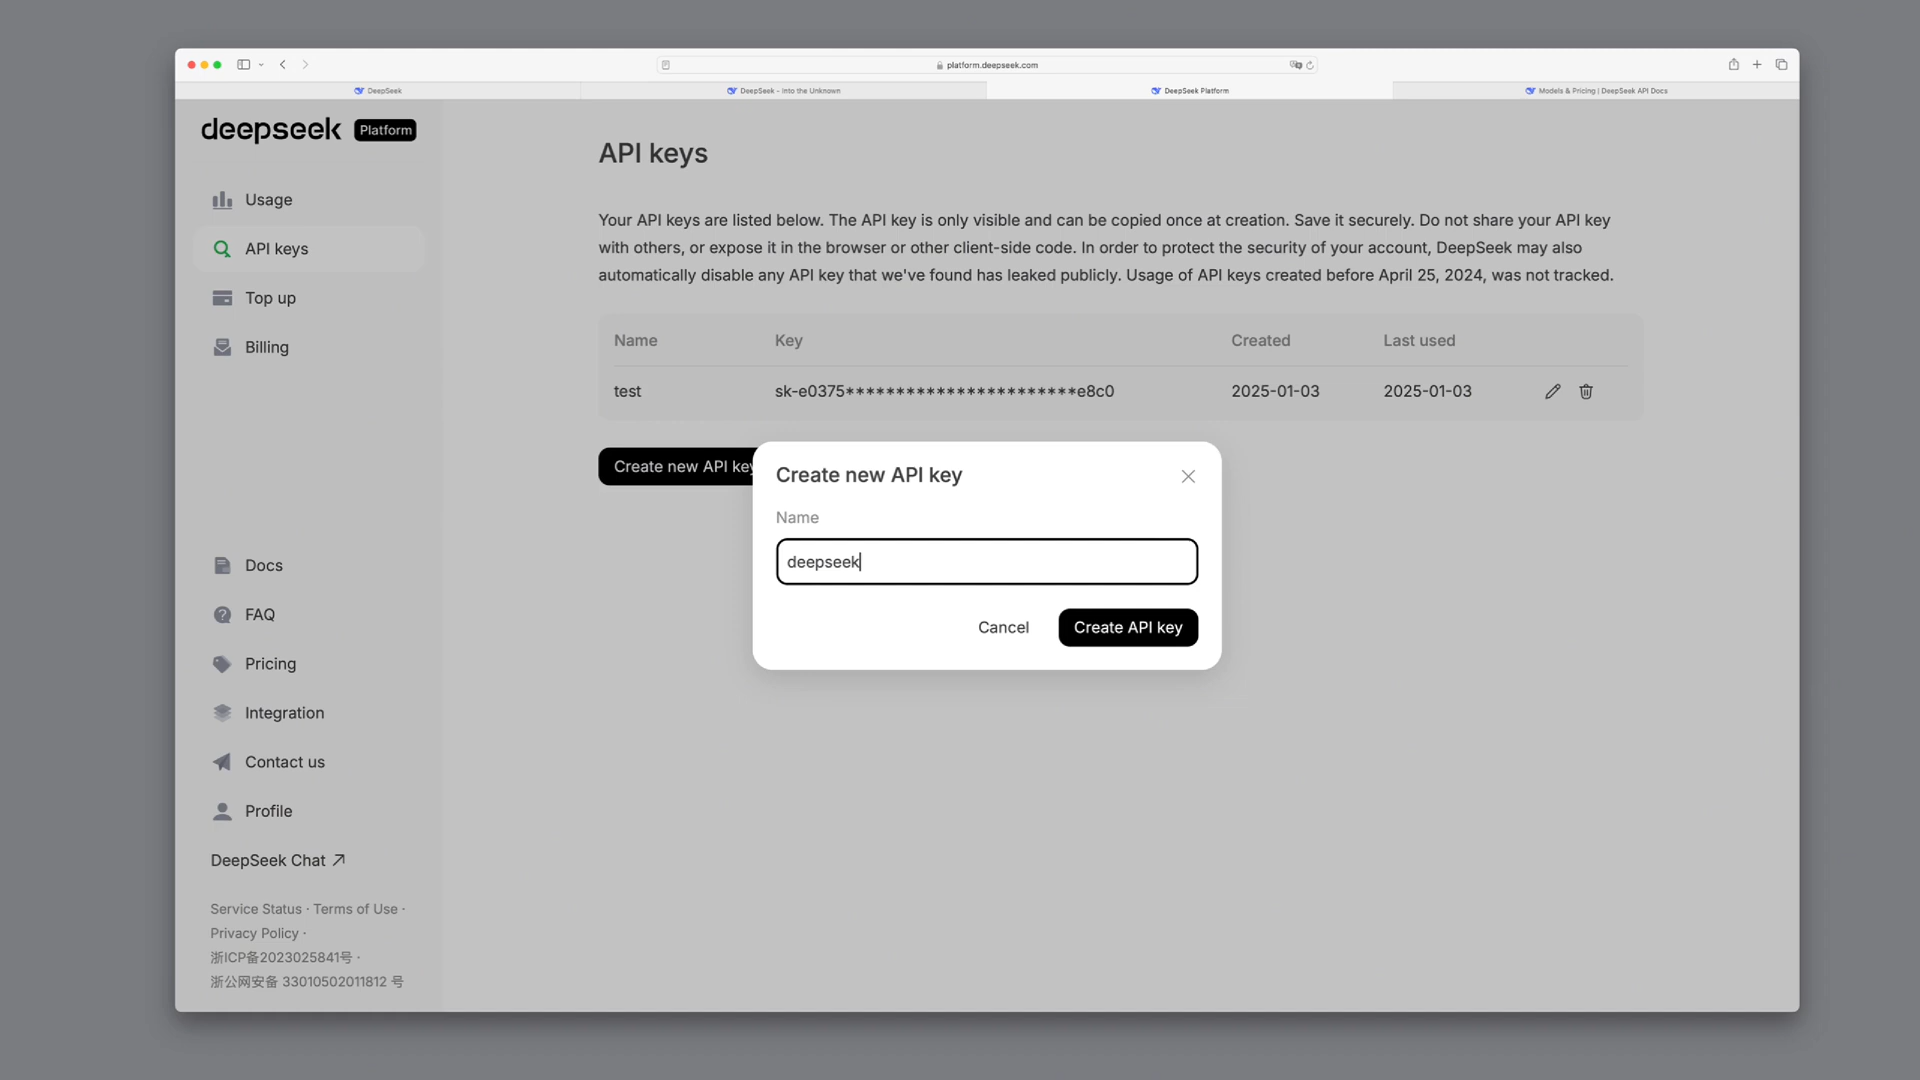 platform.deepseek.com
DeepSeek
DeepSeek - Into the Unknown
DeepSeek Platform
Models & Pricing | DeepSeek API Docs
deepseek Platform
Usage
API keys
Top up
Billing
Docs
FAQ
Pricing
Integration
Contact us
Profile
DeepSeek Chat
Service Status · Terms of Use ·
Privacy Policy ·
浙ICP备2023025841号 ·
浙公网安备 33010502011812 号
API keys
Your API keys are listed below. The API key is only visible and can be copied once at creation. Save it securely. Do not share your API key
with others, or expose it in the browser or other client-side code. In order to protect the security of your account, DeepSeek may also
automatically disable any API key that we've found has leaked publicly. Usage of API keys created before April 25, 2024, was not tracked.
Name Key Created Last used
test sk-e0375***********************e8c0 2025-01-03 2025-01-03
Create new API key
Create new API key
Name
deepseek
Cancel Create API key